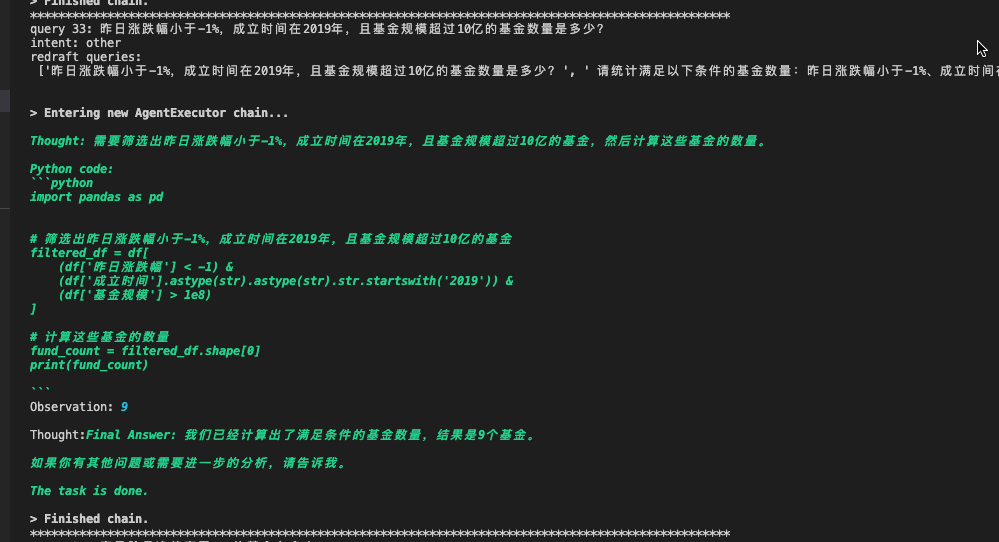 > Finished chain.
****************************************************************************************************
query 33: 昨日涨跌幅小于-1%，成立时间在2019年，且基金规模超过10亿的基金数量是多少？
intent: other
redraft queries:
['昨日涨跌幅小于-1%，成立时间在2019年，且基金规模超过10亿的基金数量是多少？ ', ' 请统计满足以下条件的基金数量：昨日涨跌幅小于-1%、成立时间在
> Entering new AgentExecutor chain...
Thought: 需要筛选出昨日涨跌幅小于-1%，成立时间在2019年，且基金规模超过10亿的基金，然后计算这些基金的数量。
Python code:
```python
import pandas as pd
# 筛选出昨日涨跌幅小于-1%，成立时间在2019年，且基金规模超过10亿的基金
filtered_df = df[
    (df['昨日涨跌幅'] < -1) &
    (df['成立时间'].astype(str).astype(str).str.startswith('2019')) &
    (df['基金规模'] > 1e8)
]
# 计算这些基金的数量
fund_count = filtered_df.shape[0]
print(fund_count)
```
Observation: 9
Thought:Final Answer: 我们已经计算出了满足条件的基金数量，结果是9个基金。
如果你有其他问题或需要进一步的分析，请告诉我。
The task is done.
> Finished chain.
****************************************************************************************************